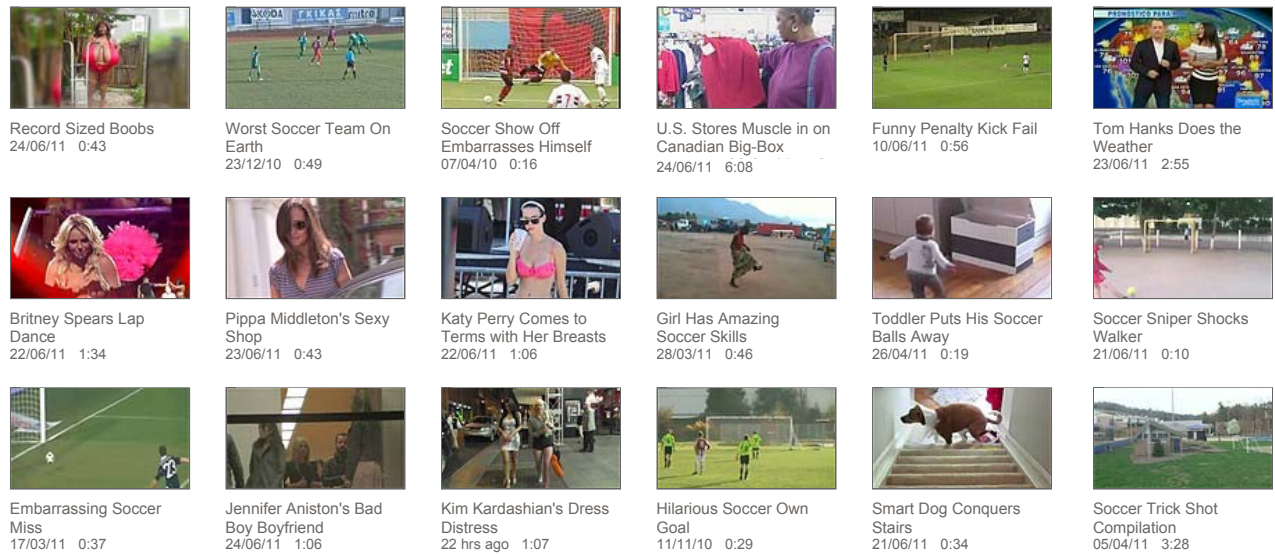 SKODA ΓΚΙΚΑΣ mitre
PRONOSTICO PARA
Record Sized Boobs
24/06/11 0:43
Worst Soccer Team On
Earth
23/12/10 0:49
Soccer Show Off
Embarrasses Himself
07/04/10 0:16
U.S. Stores Muscle in on
Canadian Big-Box
24/06/11 6:08
Funny Penalty Kick Fail
10/06/11 0:56
Tom Hanks Does the
Weather
23/06/11 2:55
Britney Spears Lap
Dance
22/06/11 1:34
Pippa Middleton's Sexy
Shop
23/06/11 0:43
Katy Perry Comes to
Terms with Her Breasts
22/06/11 1:06
Girl Has Amazing
Soccer Skills
28/03/11 0:46
Toddler Puts His Soccer
Balls Away
26/04/11 0:19
Soccer Sniper Shocks
Walker
21/06/11 0:10
Embarrassing Soccer
Miss
17/03/11 0:37
Jennifer Aniston's Bad
Boy Boyfriend
24/06/11 1:06
Kim Kardashian's Dress
Distress
22 hrs ago 1:07
Hilarious Soccer Own
Goal
11/11/10 0:29
Smart Dog Conquers
Stairs
21/06/11 0:34
Soccer Trick Shot
Compilation
05/04/11 3:28